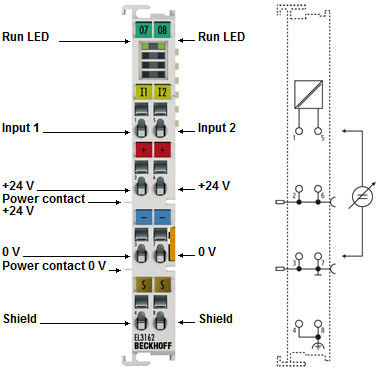 07 08
Run LED
Run LED
I1 I2
Input 1
Input 2
1 5
+ +
+24 V
+24 V
Power contact
+24 V
2 6
− −
0 V
0 V
Power contact 0 V
3 7
S S
Shield
Shield
4 8
EL3162
BECKHOFF